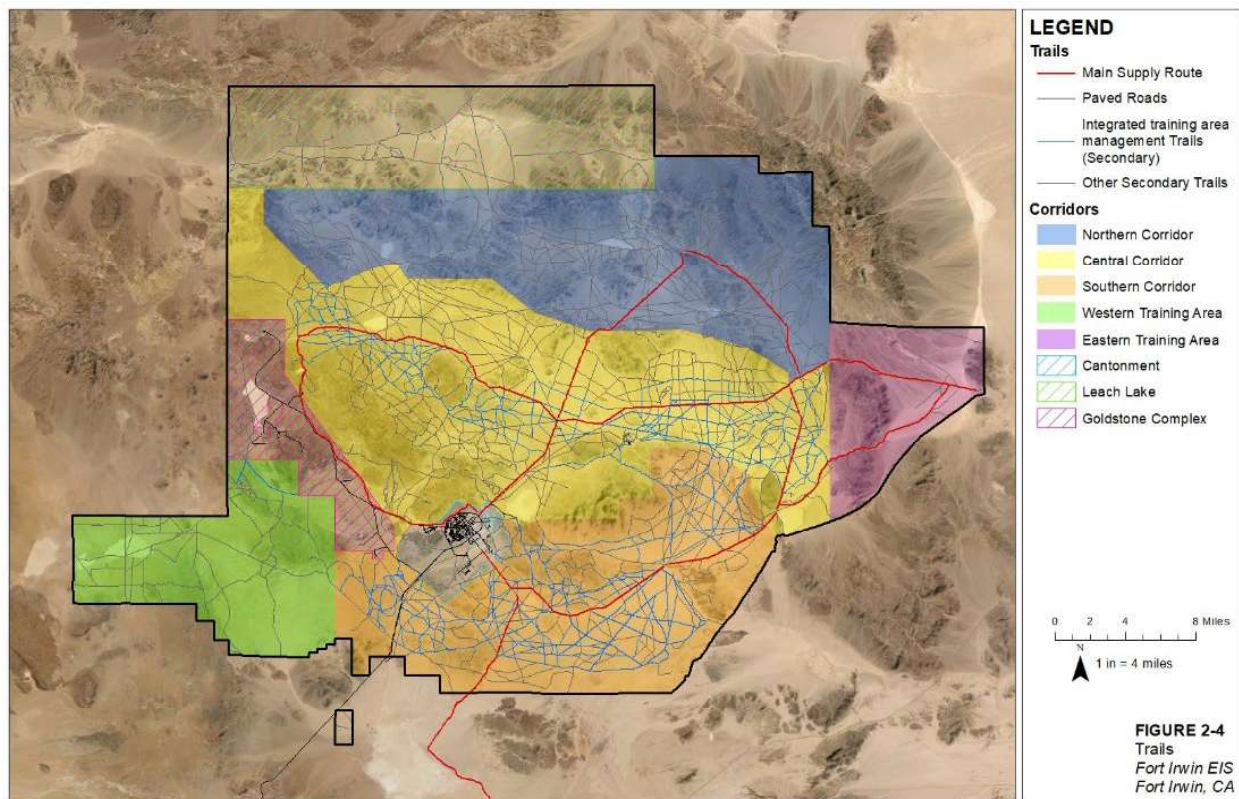 LEGEND
Trails
Main Supply Route
Paved Roads
Integrated training area
management Trails
(Secondary)
Other Secondary Trails
Corridors
Northern Corridor
Central Corridor
Southern Corridor
Western Training Area
Eastern Training Area
Cantonment
Leach Lake
Goldstone Complex
0 2 4 8 Miles
N
1 in = 4 miles
FIGURE 2-4
Trails
Fort Irwin EIS
Fort Irwin, CA